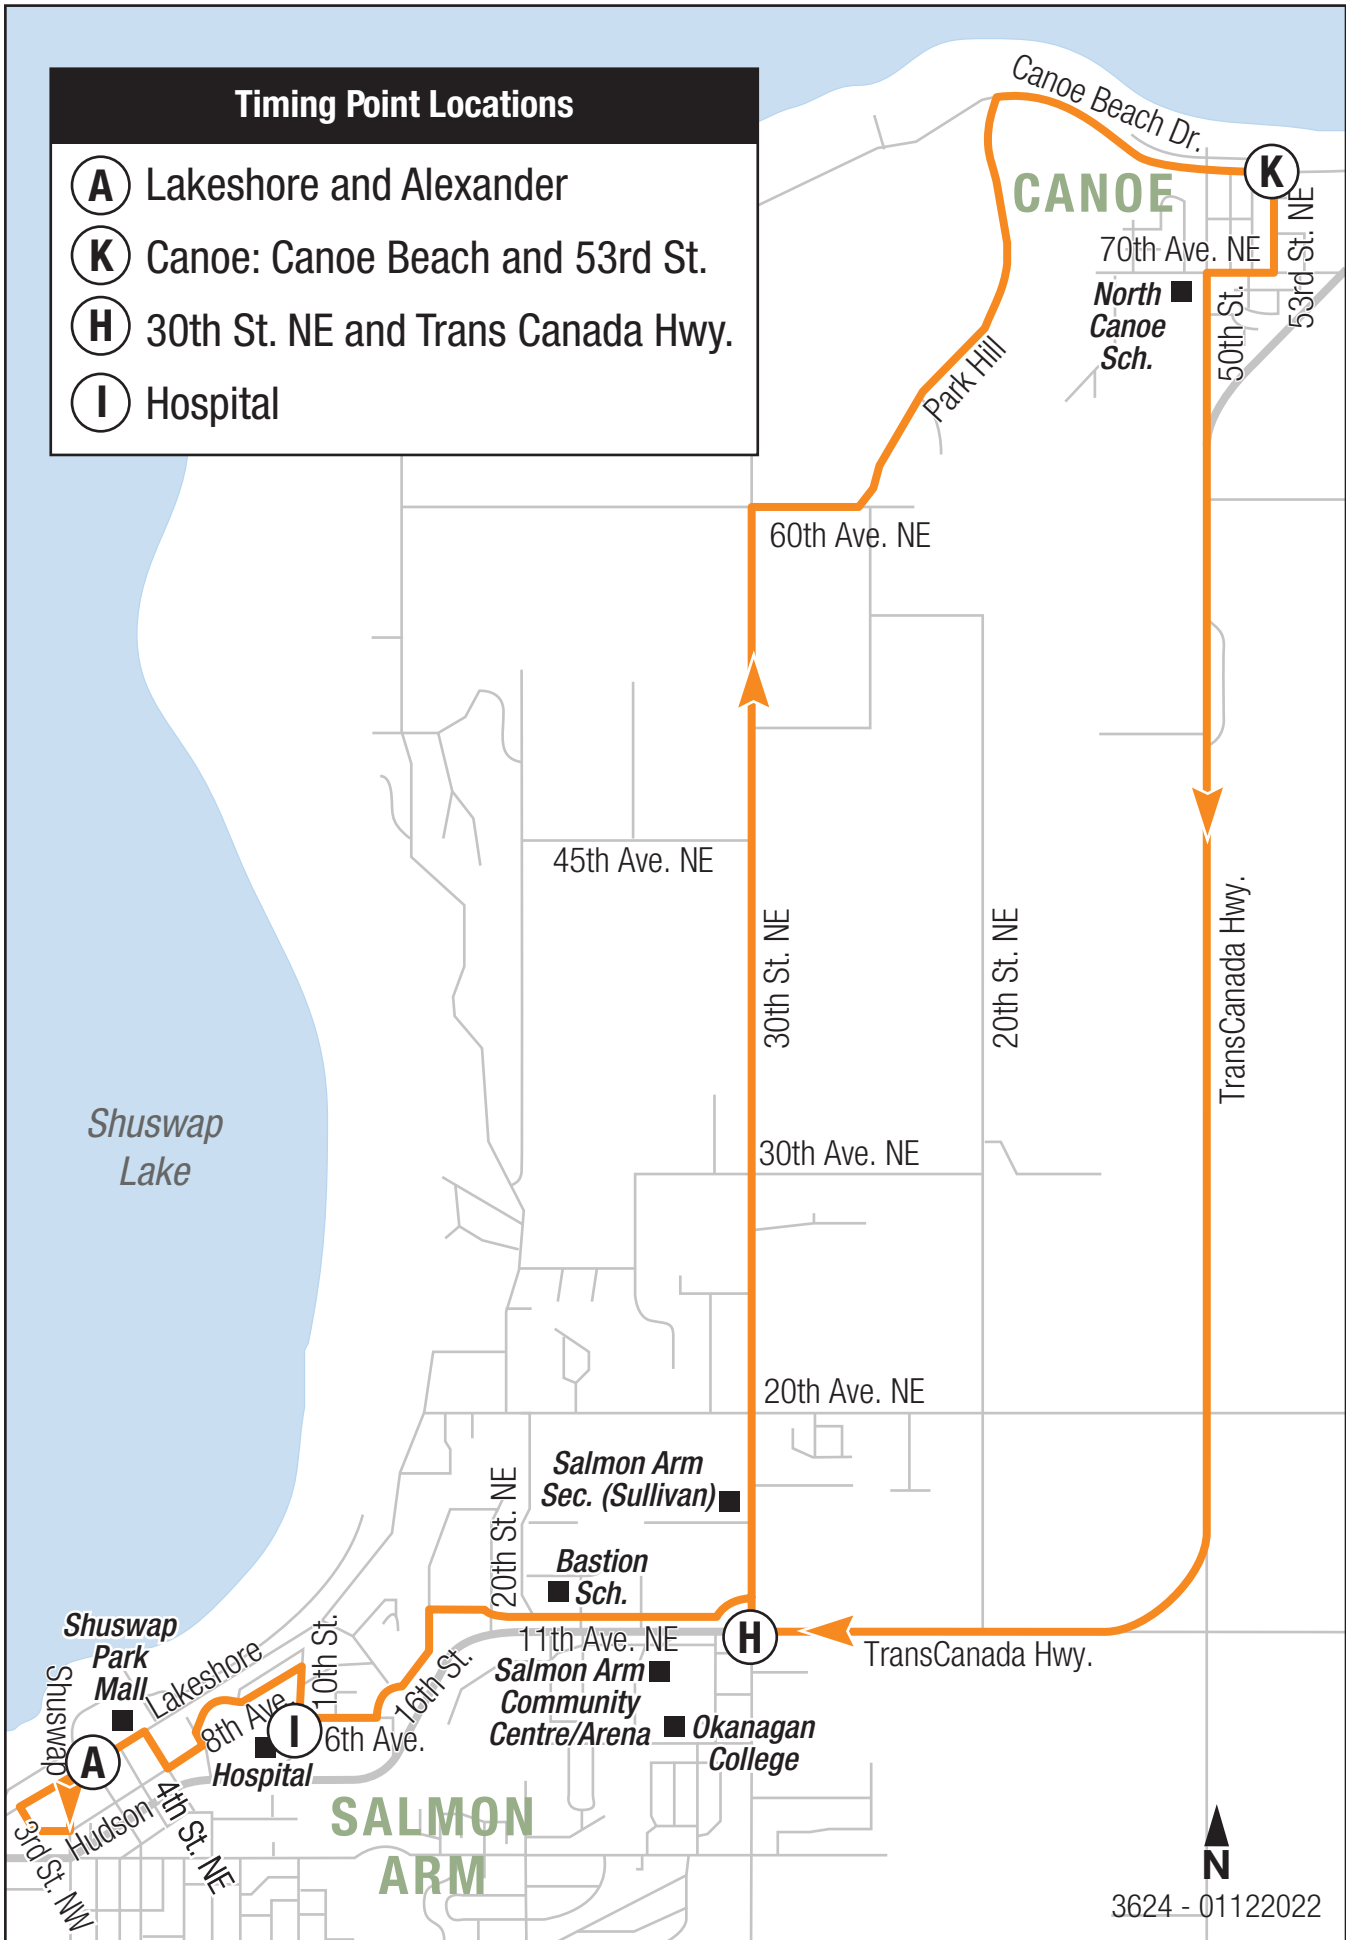 Timing Point Locations
A Lakeshore and Alexander
K Canoe: Canoe Beach and 53rd St.
H 30th St. NE and Trans Canada Hwy.
I Hospital
Canoe Beach Dr.
K
CANOE
53rd St. NE
70th Ave. NE
North
Canoe
Sch.
50th St.
Park Hill
60th Ave. NE
45th Ave. NE
30th St. NE
20th St. NE
TransCanada Hwy.
Shuswap
Lake
30th Ave. NE
20th Ave. NE
Salmon Arm
Sec. (Sullivan)
20th St. NE
Bastion
Sch.
H
11th Ave. NE
TransCanada Hwy.
Salmon Arm
Community
Centre/Arena
Okanagan
College
16th St.
10th St.
Shuswap
Park
Mall
Lakeshore
Shuswap
8th Ave.
I
6th Ave.
A
Hospital
4th St. NE
Hudson
3rd St. NW
SALMON
ARM
N
3624 - 01122022